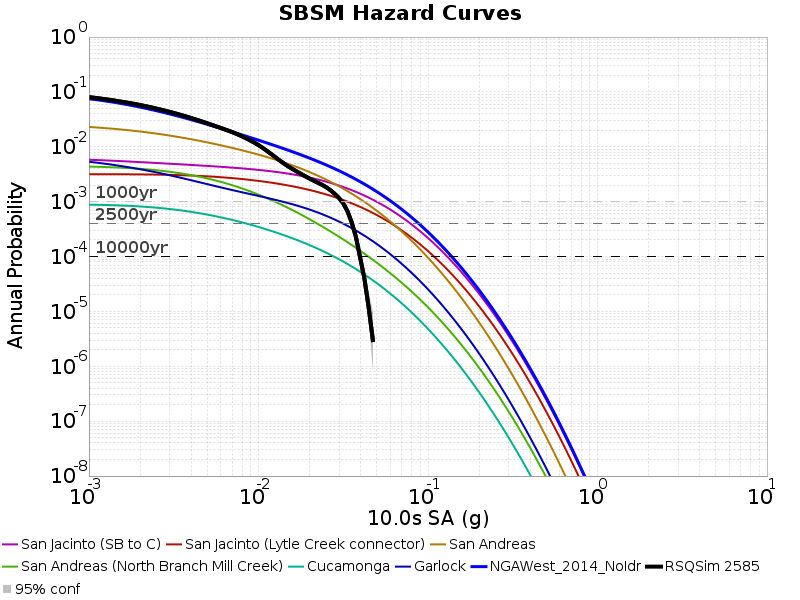 SBSM Hazard Curves
10^0
10^-1
10^-2
10^-3
10^-4
10^-5
10^-6
10^-7
10^-8
Annual Probability
1000yr
2500yr
10000yr
10^-3 10^-2 10^-1 10^0 10^1
10.0s SA (g)
San Jacinto (SB to C) San Jacinto (Lytle Creek connector) San Andreas
San Andreas (North Branch Mill Creek) Cucamonga Garlock NGAWest_2014_NoIdr RSQSim 2585
95% conf